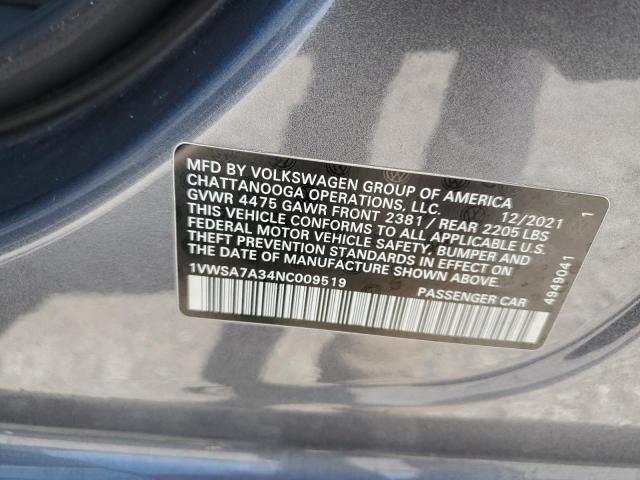 MFD BY VOLKSWAGEN GROUP OF AMERICA
CHATTANOOGA OPERATIONS, LLC. 12/2021
GVWR 4475 GAWR FRONT 2381 / REAR 2205 LBS
THIS VEHICLE CONFORMS TO ALL APPLICABLE
FEDERAL MOTOR VEHICLE SAFETY, BUMPER AND
THEFT PREVENTION STANDARDS IN EFFECT ON
THE DATE OF MANUFACTURE SHOWN ABOVE.
1VWSA7A34NC009519 PASSENGER CAR
4949041 1